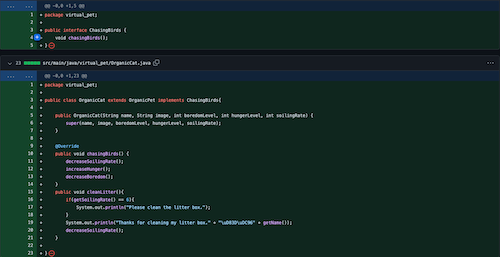 @@ -0,0 +1,5 @@
1 + package virtual_pet;
2 +
3 + public interface ChasingBirds {
4 + void chasingBirds();
5 + }
23 src/main/java/virtual_pet/OrganicCat.java
@@ -0,0 +1,23 @@
1 + package virtual_pet;
2 +
3 + public class OrganicCat extends OrganicPet implements ChasingBirds{
4 +
5 + public OrganicCat(String name, String image, int boredomLevel, int hungerLevel, int soilingRate) {
6 + super(name, image, boredomLevel, hungerLevel, soilingRate);
7 + }
8 +
9 + @Override
10 + public void chasingBirds() {
11 + decreaseSoilingRate();
12 + increaseHunger();
13 + decreaseBoredom();
14 + }
15 + public void cleanLitter(){
16 + if(getSoilingRate() == 6){
17 + System.out.println("Please clean the litter box.");
18 + }
19 + System.out.println("Thanks for cleaning my litter box." + "\uD83D\uDC96" + getName());
20 + decreaseSoilingRate();
21 + }
22 +
23 + }